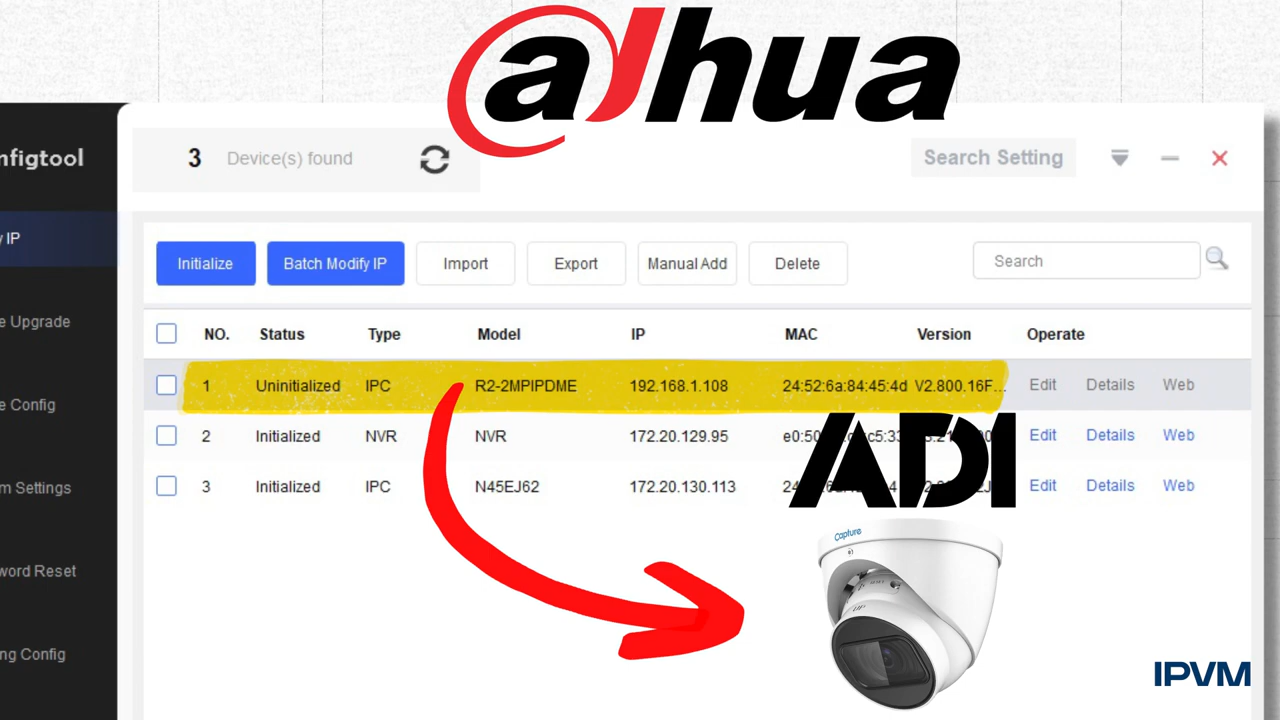 alhua
nfigtool
3 Device(s) found
Search Setting
y IP
Initialize
Batch Modify IP
Import
Export
Manual Add
Delete
Search
NO. Status Type Model IP MAC Version Operate
1 Uninitialized IPC R2-2MPIPDME 192.168.1.108 24:52:6a:84:45:4d V2.800.16F... Edit Details Web
2 Initialized NVR NVR 172.20.129.95 Edit Details Web
3 Initialized IPC N45EJ62 172.20.130.113 Edit Details Web
e Upgrade
e Config
m Settings
word Reset
ng Config
ADI
Capture
UP
IPVM